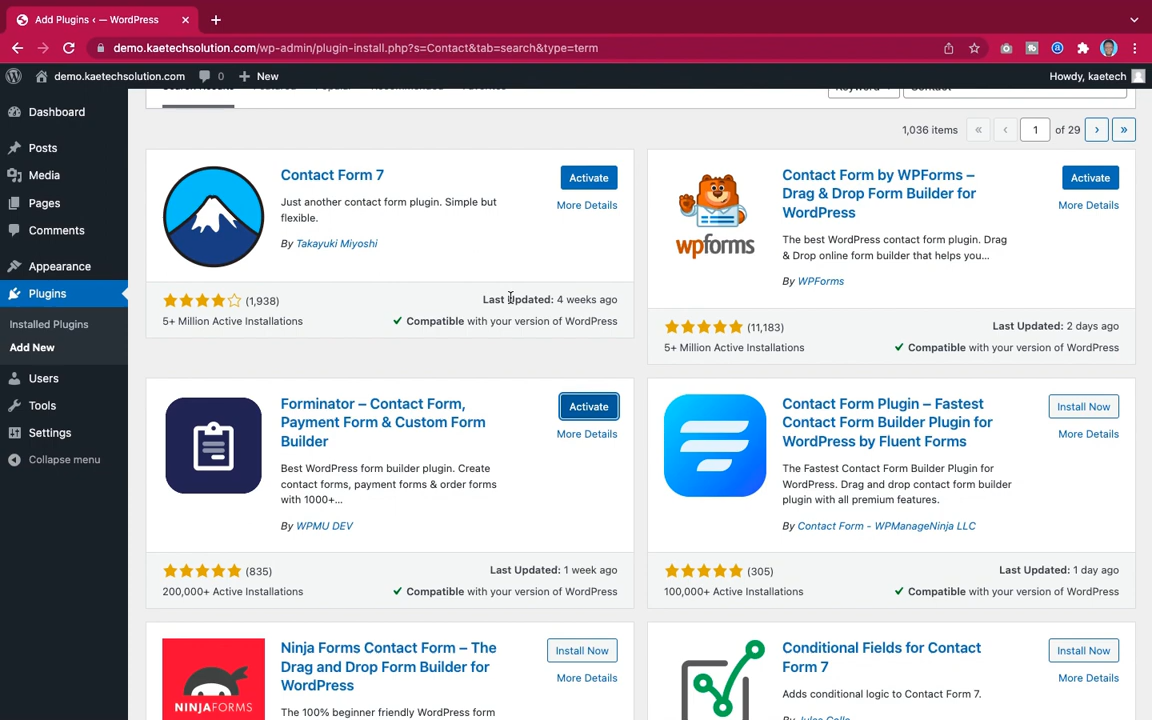 Add Plugins ‹ — WordPress
demo.kaetechsolution.com/wp-admin/plugin-install.php?s=Contact&tab=search&type=term
demo.kaetechsolution.com
0
New
Howdy, kaetech
Dashboard
Posts
Media
Pages
Comments
Appearance
Plugins
Installed Plugins
Add New
Users
Tools
Settings
Collapse menu
1,036 items
«
‹
1
of 29
›
»
Contact Form 7
Activate
More Details
Just another contact form plugin. Simple but
flexible.
By Takayuki Miyoshi
(1,938)
Last Updated: 4 weeks ago
5+ Million Active Installations
Compatible with your version of WordPress
wpforms
Contact Form by WPForms –
Drag & Drop Form Builder for
WordPress
Activate
More Details
The best WordPress contact form plugin. Drag
& Drop online form builder that helps you...
By WPForms
(11,183)
Last Updated: 2 days ago
5+ Million Active Installations
Compatible with your version of WordPress
Forminator – Contact Form,
Payment Form & Custom Form
Builder
Activate
More Details
Best WordPress form builder plugin. Create
contact forms, payment forms & order forms
with 1000+...
By WPMU DEV
(835)
Last Updated: 1 week ago
200,000+ Active Installations
Compatible with your version of WordPress
Contact Form Plugin – Fastest
Contact Form Builder Plugin for
WordPress by Fluent Forms
Install Now
More Details
The Fastest Contact Form Builder Plugin for
WordPress. Drag and drop contact form builder
plugin with all premium features.
By Contact Form - WPManageNinja LLC
(305)
Last Updated: 1 day ago
100,000+ Active Installations
Compatible with your version of WordPress
NINJAFORMS
Ninja Forms Contact Form – The
Drag and Drop Form Builder for
WordPress
Install Now
More Details
The 100% beginner friendly WordPress form
Conditional Fields for Contact
Form 7
Install Now
More Details
Adds conditional logic to Contact Form 7.